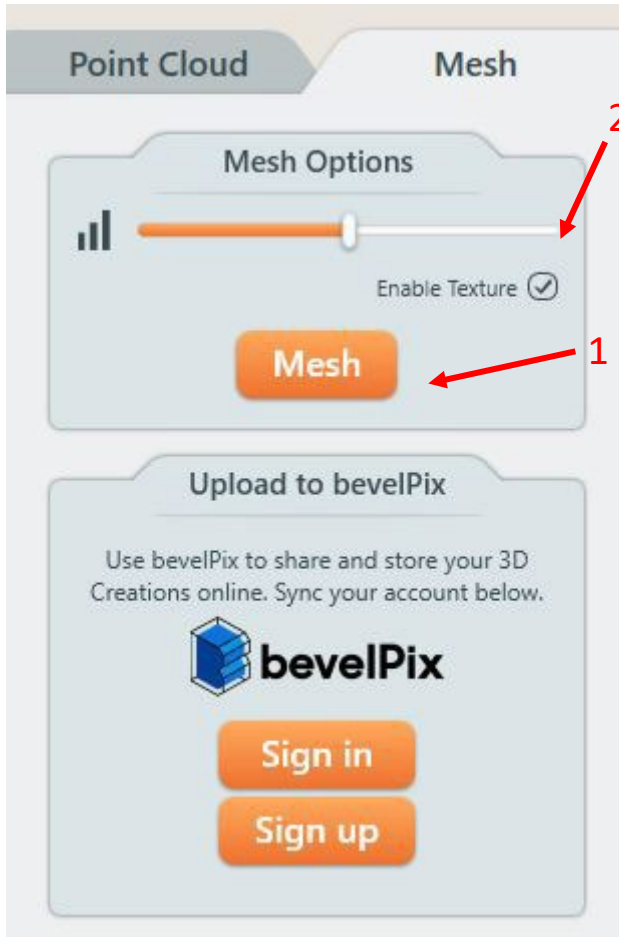 Point Cloud
Mesh
2
Mesh Options
Enable Texture
Mesh
1
Upload to bevelPix
Use bevelPix to share and store your 3D
Creations online. Sync your account below.
bevelPix
Sign in
Sign up